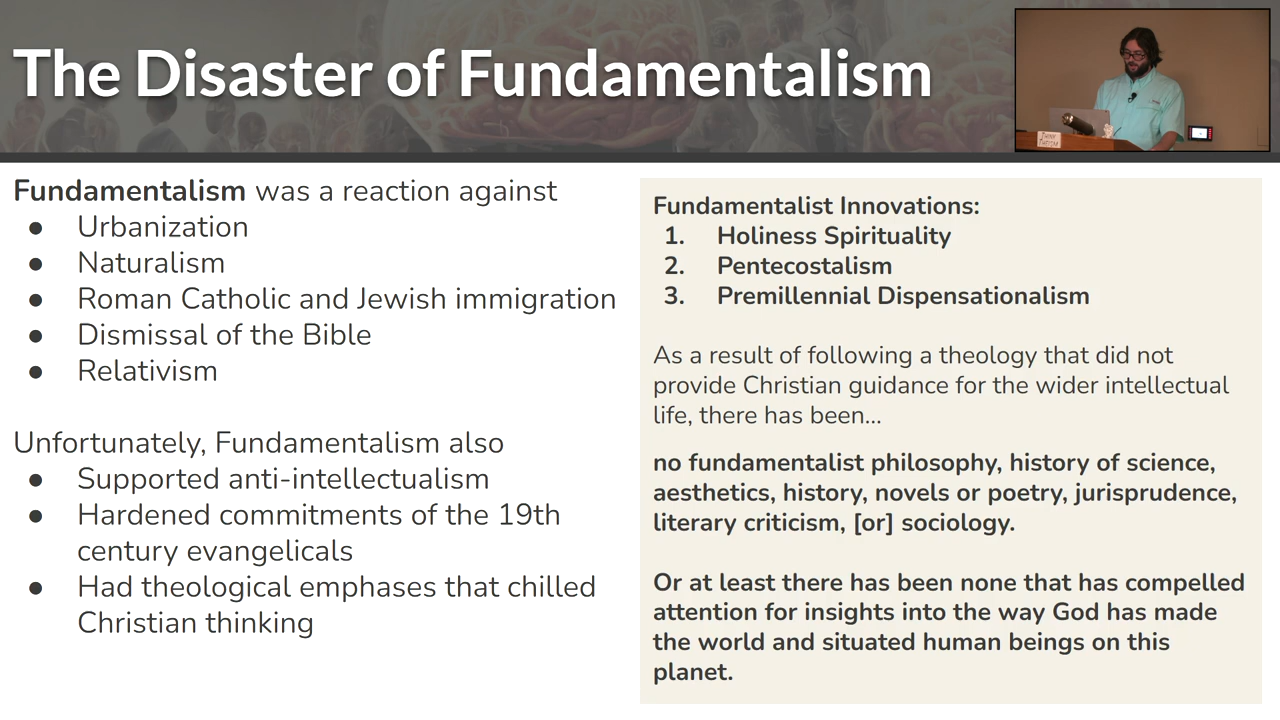 The Disaster of Fundamentalism
Fundamentalism was a reaction against
● Urbanization
● Naturalism
● Roman Catholic and Jewish immigration
● Dismissal of the Bible
● Relativism
Unfortunately, Fundamentalism also
● Supported anti-intellectualism
● Hardened commitments of the 19th
century evangelicals
● Had theological emphases that chilled
Christian thinking
Fundamentalist Innovations:
1. Holiness Spirituality
2. Pentecostalism
3. Premillennial Dispensationalism
As a result of following a theology that did not
provide Christian guidance for the wider intellectual
life, there has been...
no fundamentalist philosophy, history of science,
aesthetics, history, novels or poetry, jurisprudence,
literary criticism, [or] sociology.
Or at least there has been none that has compelled
attention for insights into the way God has made
the world and situated human beings on this
planet.